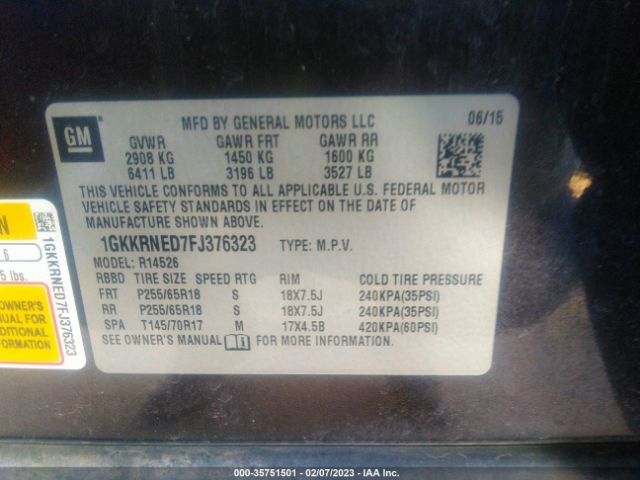 GM
MFD BY GENERAL MOTORS LLC 06/15
GVWR GAWR FRT GAWR RR
2908 KG 1450 KG 1600 KG
6411 LB 3196 LB 3527 LB
THIS VEHICLE CONFORMS TO ALL APPLICABLE U.S. FEDERAL MOTOR
VEHICLE SAFETY STANDARDS IN EFFECT ON THE DATE OF
MANUFACTURE SHOWN ABOVE.
1GKKRNED7FJ376323 TYPE: M.P.V.
MODEL: R14526
RBBD TIRE SIZE SPEED RTG RIM COLD TIRE PRESSURE
FRT P255/65R18 S 18X7.5J 240KPA(35PSI)
RR P255/65R18 S 18X7.5J 240KPA(35PSI)
SPA T145/70R17 M 17X4.5B 420KPA(60PSI)
SEE OWNER'S MANUAL FOR MORE INFORMATION.
N
6
5 lbs.
1GKKRNED7FJ376323
OWNER'S
MANUAL FOR
ADDITIONAL
INFORMATION
000-35751501 - 02/07/2023 - IAA Inc.